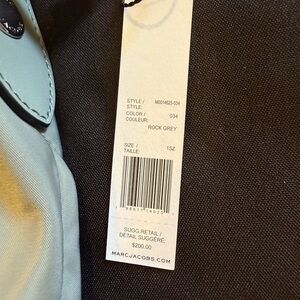 STYLE / M0014625-034
STYLE:
COLOR / 034
COULEUR:
ROCK GREY
SIZE / 1SZ
TAILLE:
SUGG.RETAIL /
DETAIL SUGGÉRÉ:
$200.00
MARCJACOBS.COM